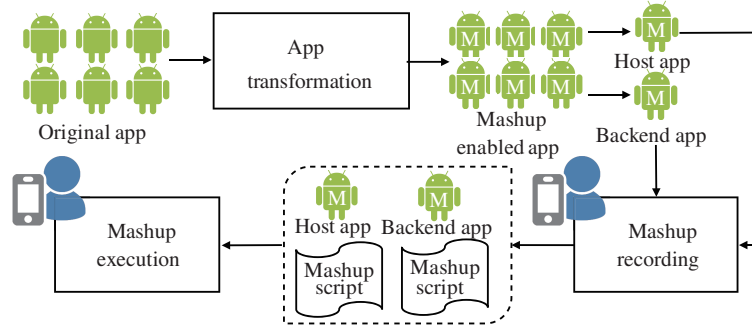 App
transformation
Original app
M M M
M M M
Mashup
enabled app
M
Host app
M
Backend app
Mashup
recording
M
Host app
Mashup
script
M
Backend app
Mashup
script
Mashup
execution